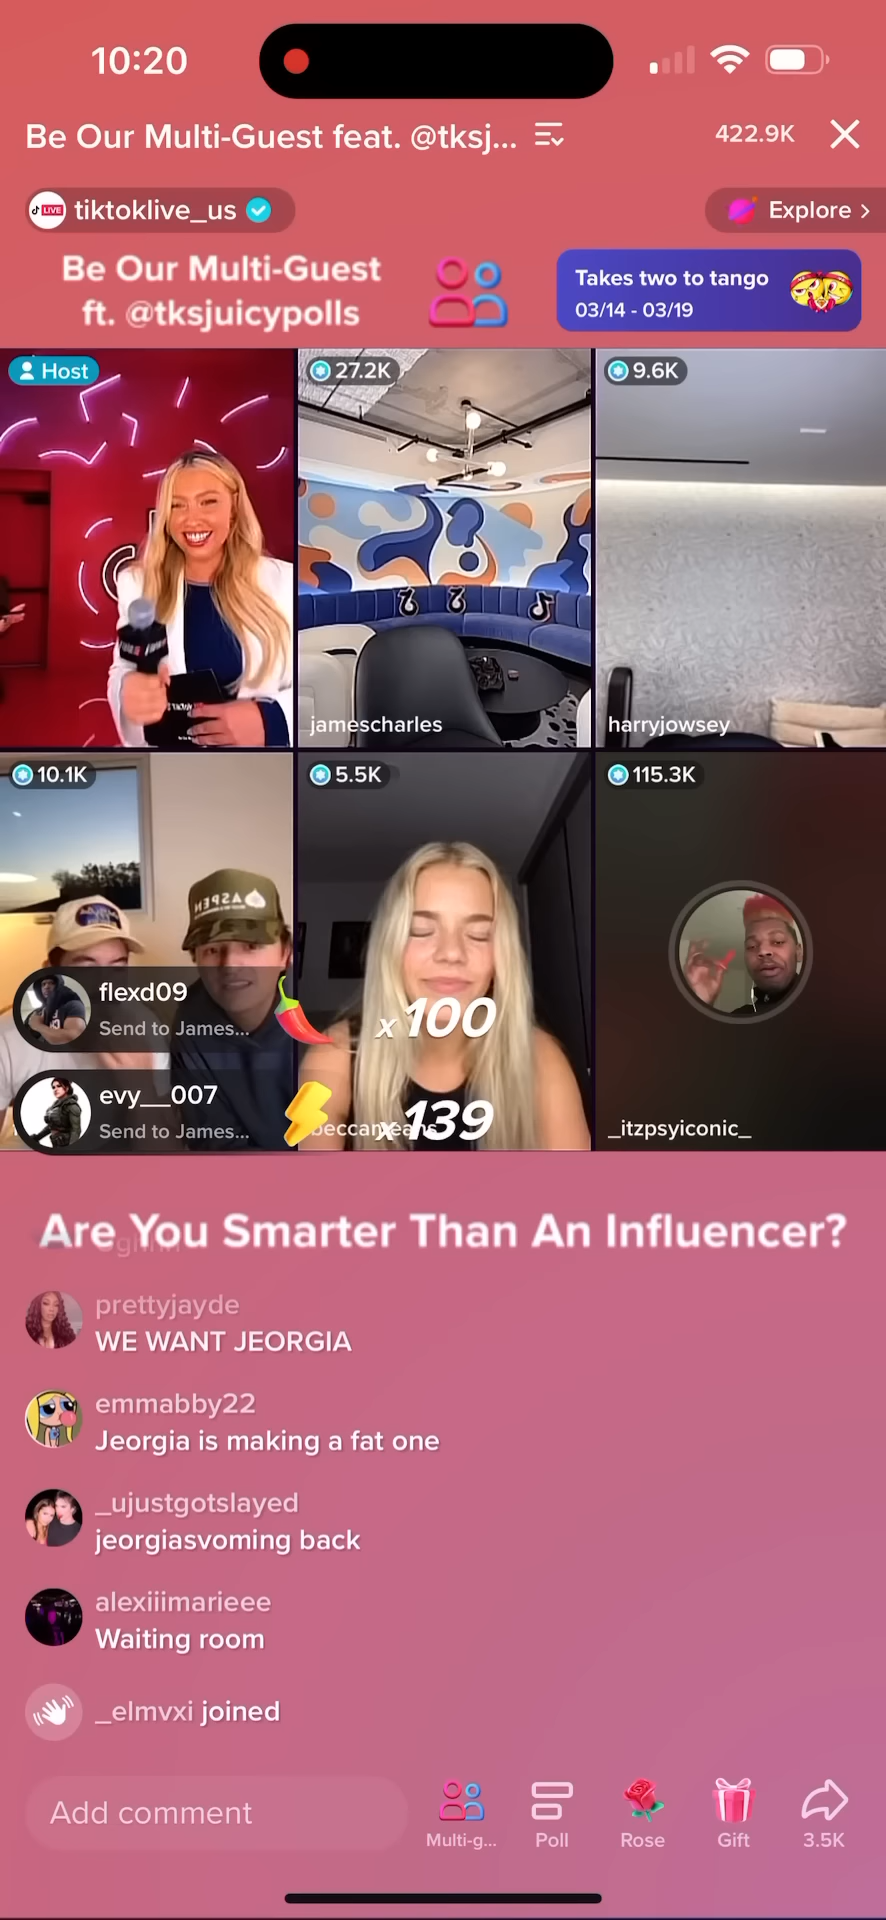 10:20
Be Our Multi-Guest feat. @tksj...
422.9K
LIVE
tiktoklive_us
Explore >
Be Our Multi-Guest
ft. @tksjuicypolls
Takes two to tango
03/14 - 03/19
Host
27.2K
9.6K
jamescharles
harryjowsey
10.1K
5.5K
115.3K
ASPEN
flexd09
Send to James...
x100
evy__007
Send to James...
x139
_itzpsyiconic_
Are You Smarter Than An Influencer?
prettyjayde
WE WANT JEORGIA
emmabby22
Jeorgia is making a fat one
_ujustgotslayed
jeorgiasvoming back
alexiiimarieee
Waiting room
_elmvxi joined
Add comment
Multi-g...
Poll
Rose
Gift
3.5K